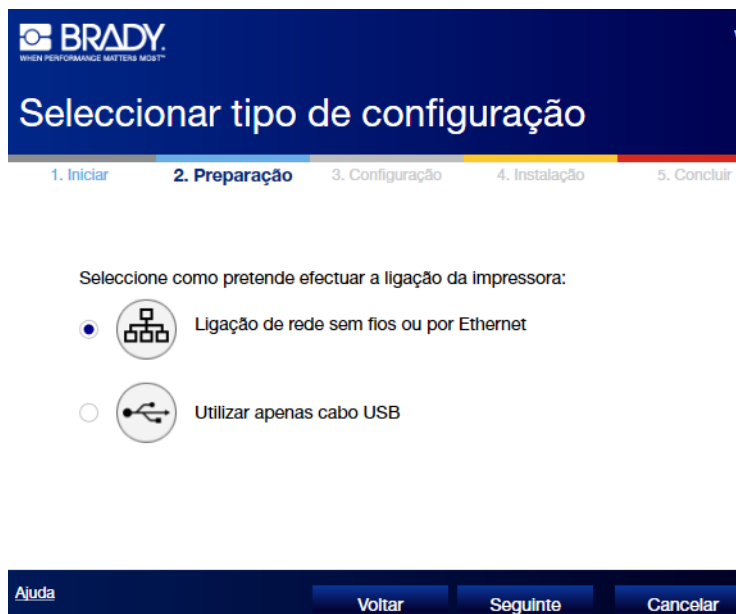 BRADY.
WHEN PERFORMANCE MATTERS MOST™
Seleccionar tipo de configuração
1. Iniciar 2. Preparação 3. Configuração 4. Instalação 5. Concluir
Seleccione como pretende efectuar a ligação da impressora:
Ligação de rede sem fios ou por Ethernet
Utilizar apenas cabo USB
Ajuda
Voltar Seguinte Cancelar